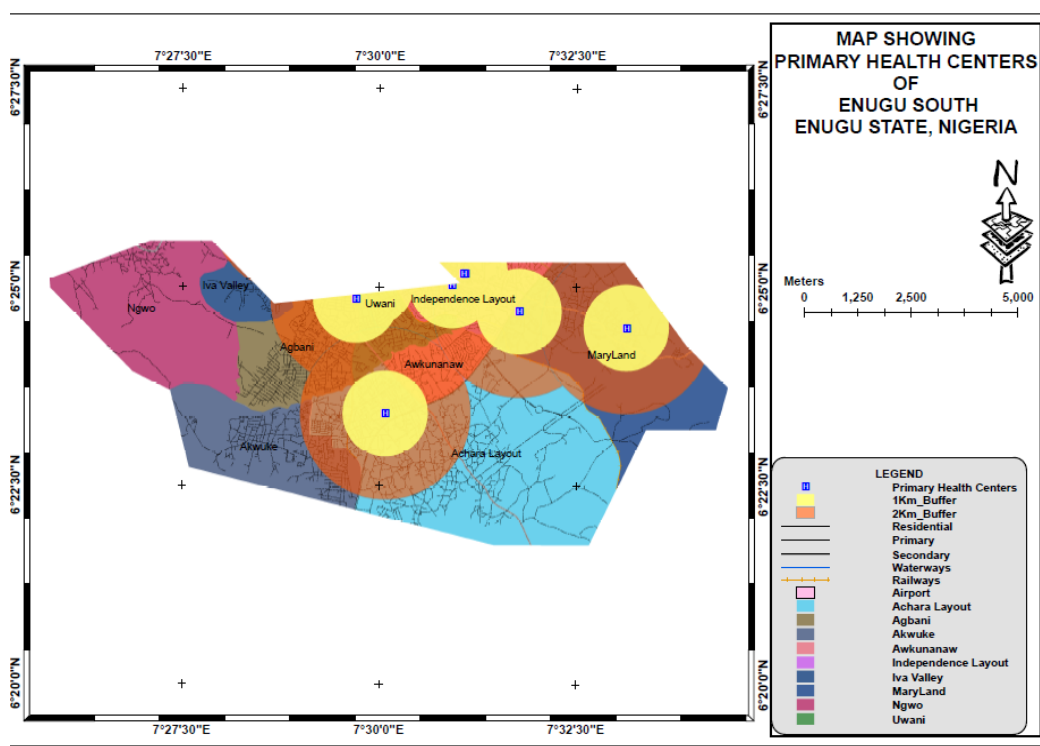 MAP SHOWING
PRIMARY HEALTH CENTERS
OF
ENUGU SOUTH
ENUGU STATE, NIGERIA
N
Meters
0 1,250 2,500 5,000
7°27'30"E 7°30'0"E 7°32'30"E
6°27'30"N 6°27'30"N
6°25'0"N 6°25'0"N
6°22'30"N 6°22'30"N
6°20'0"N 6°20'0"N
7°27'30"E 7°30'0"E 7°32'30"E
Iva Valley
Ngwo
Uwani
Independence Layout
Agbani
Awkunanaw
MaryLand
Akwuke
Achara Layout
H
H
H
H
H
H
LEGEND
H Primary Health Centers
1Km_Buffer
2Km_Buffer
Residential
Primary
Secondary
Waterways
Railways
Airport
Achara Layout
Agbani
Akwuke
Awkunanaw
Independence Layout
Iva Valley
MaryLand
Ngwo
Uwani